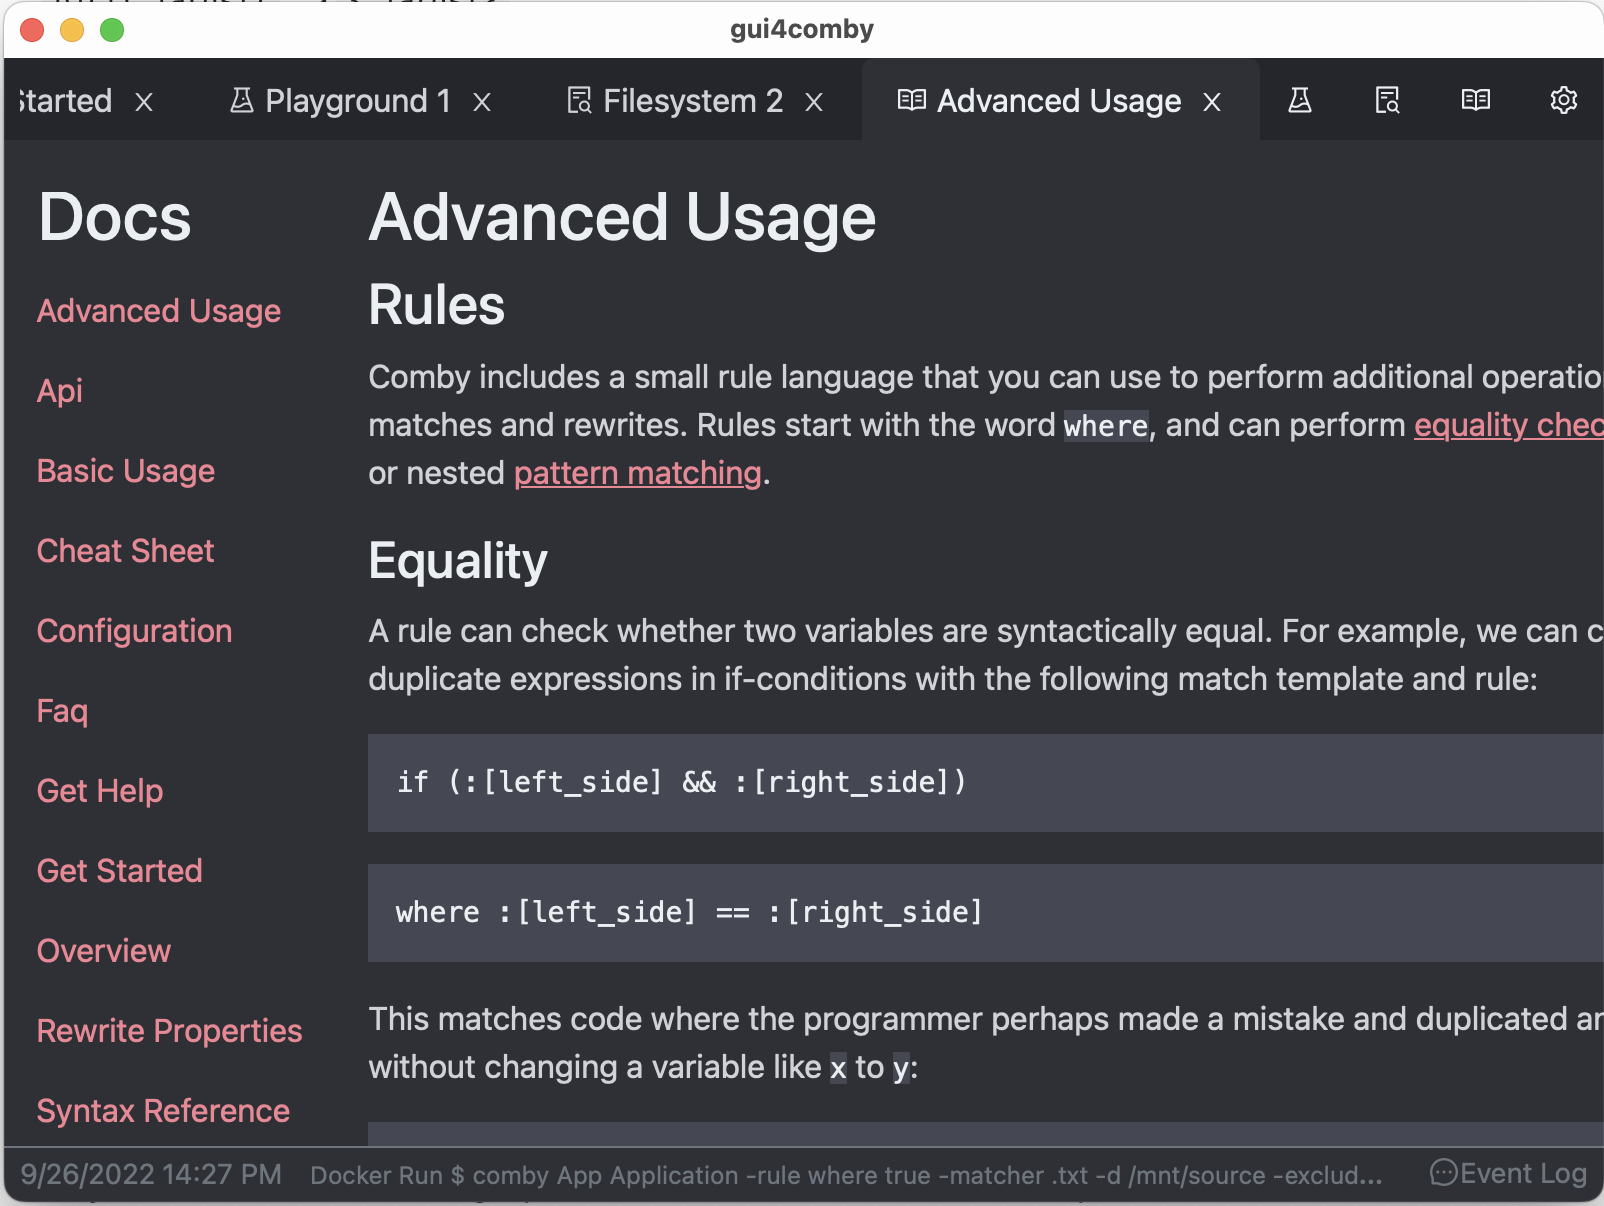 gui4comby
Started X Playground 1 X Filesystem 2 X Advanced Usage X
Docs
Advanced Usage
Api
Basic Usage
Cheat Sheet
Configuration
Faq
Get Help
Get Started
Overview
Rewrite Properties
Syntax Reference
Advanced Usage
Rules
Comby includes a small rule language that you can use to perform additional operatio
matches and rewrites. Rules start with the word where, and can perform equality chec
or nested pattern matching.
Equality
A rule can check whether two variables are syntactically equal. For example, we can c
duplicate expressions in if-conditions with the following match template and rule:
if (:[left_side] && :[right_side])
where :[left_side] == :[right_side]
This matches code where the programmer perhaps made a mistake and duplicated an
without changing a variable like x to y:
9/26/2022 14:27 PM Docker Run $ comby App Application -rule where true -matcher .txt -d /mnt/source -exclud... Event Log